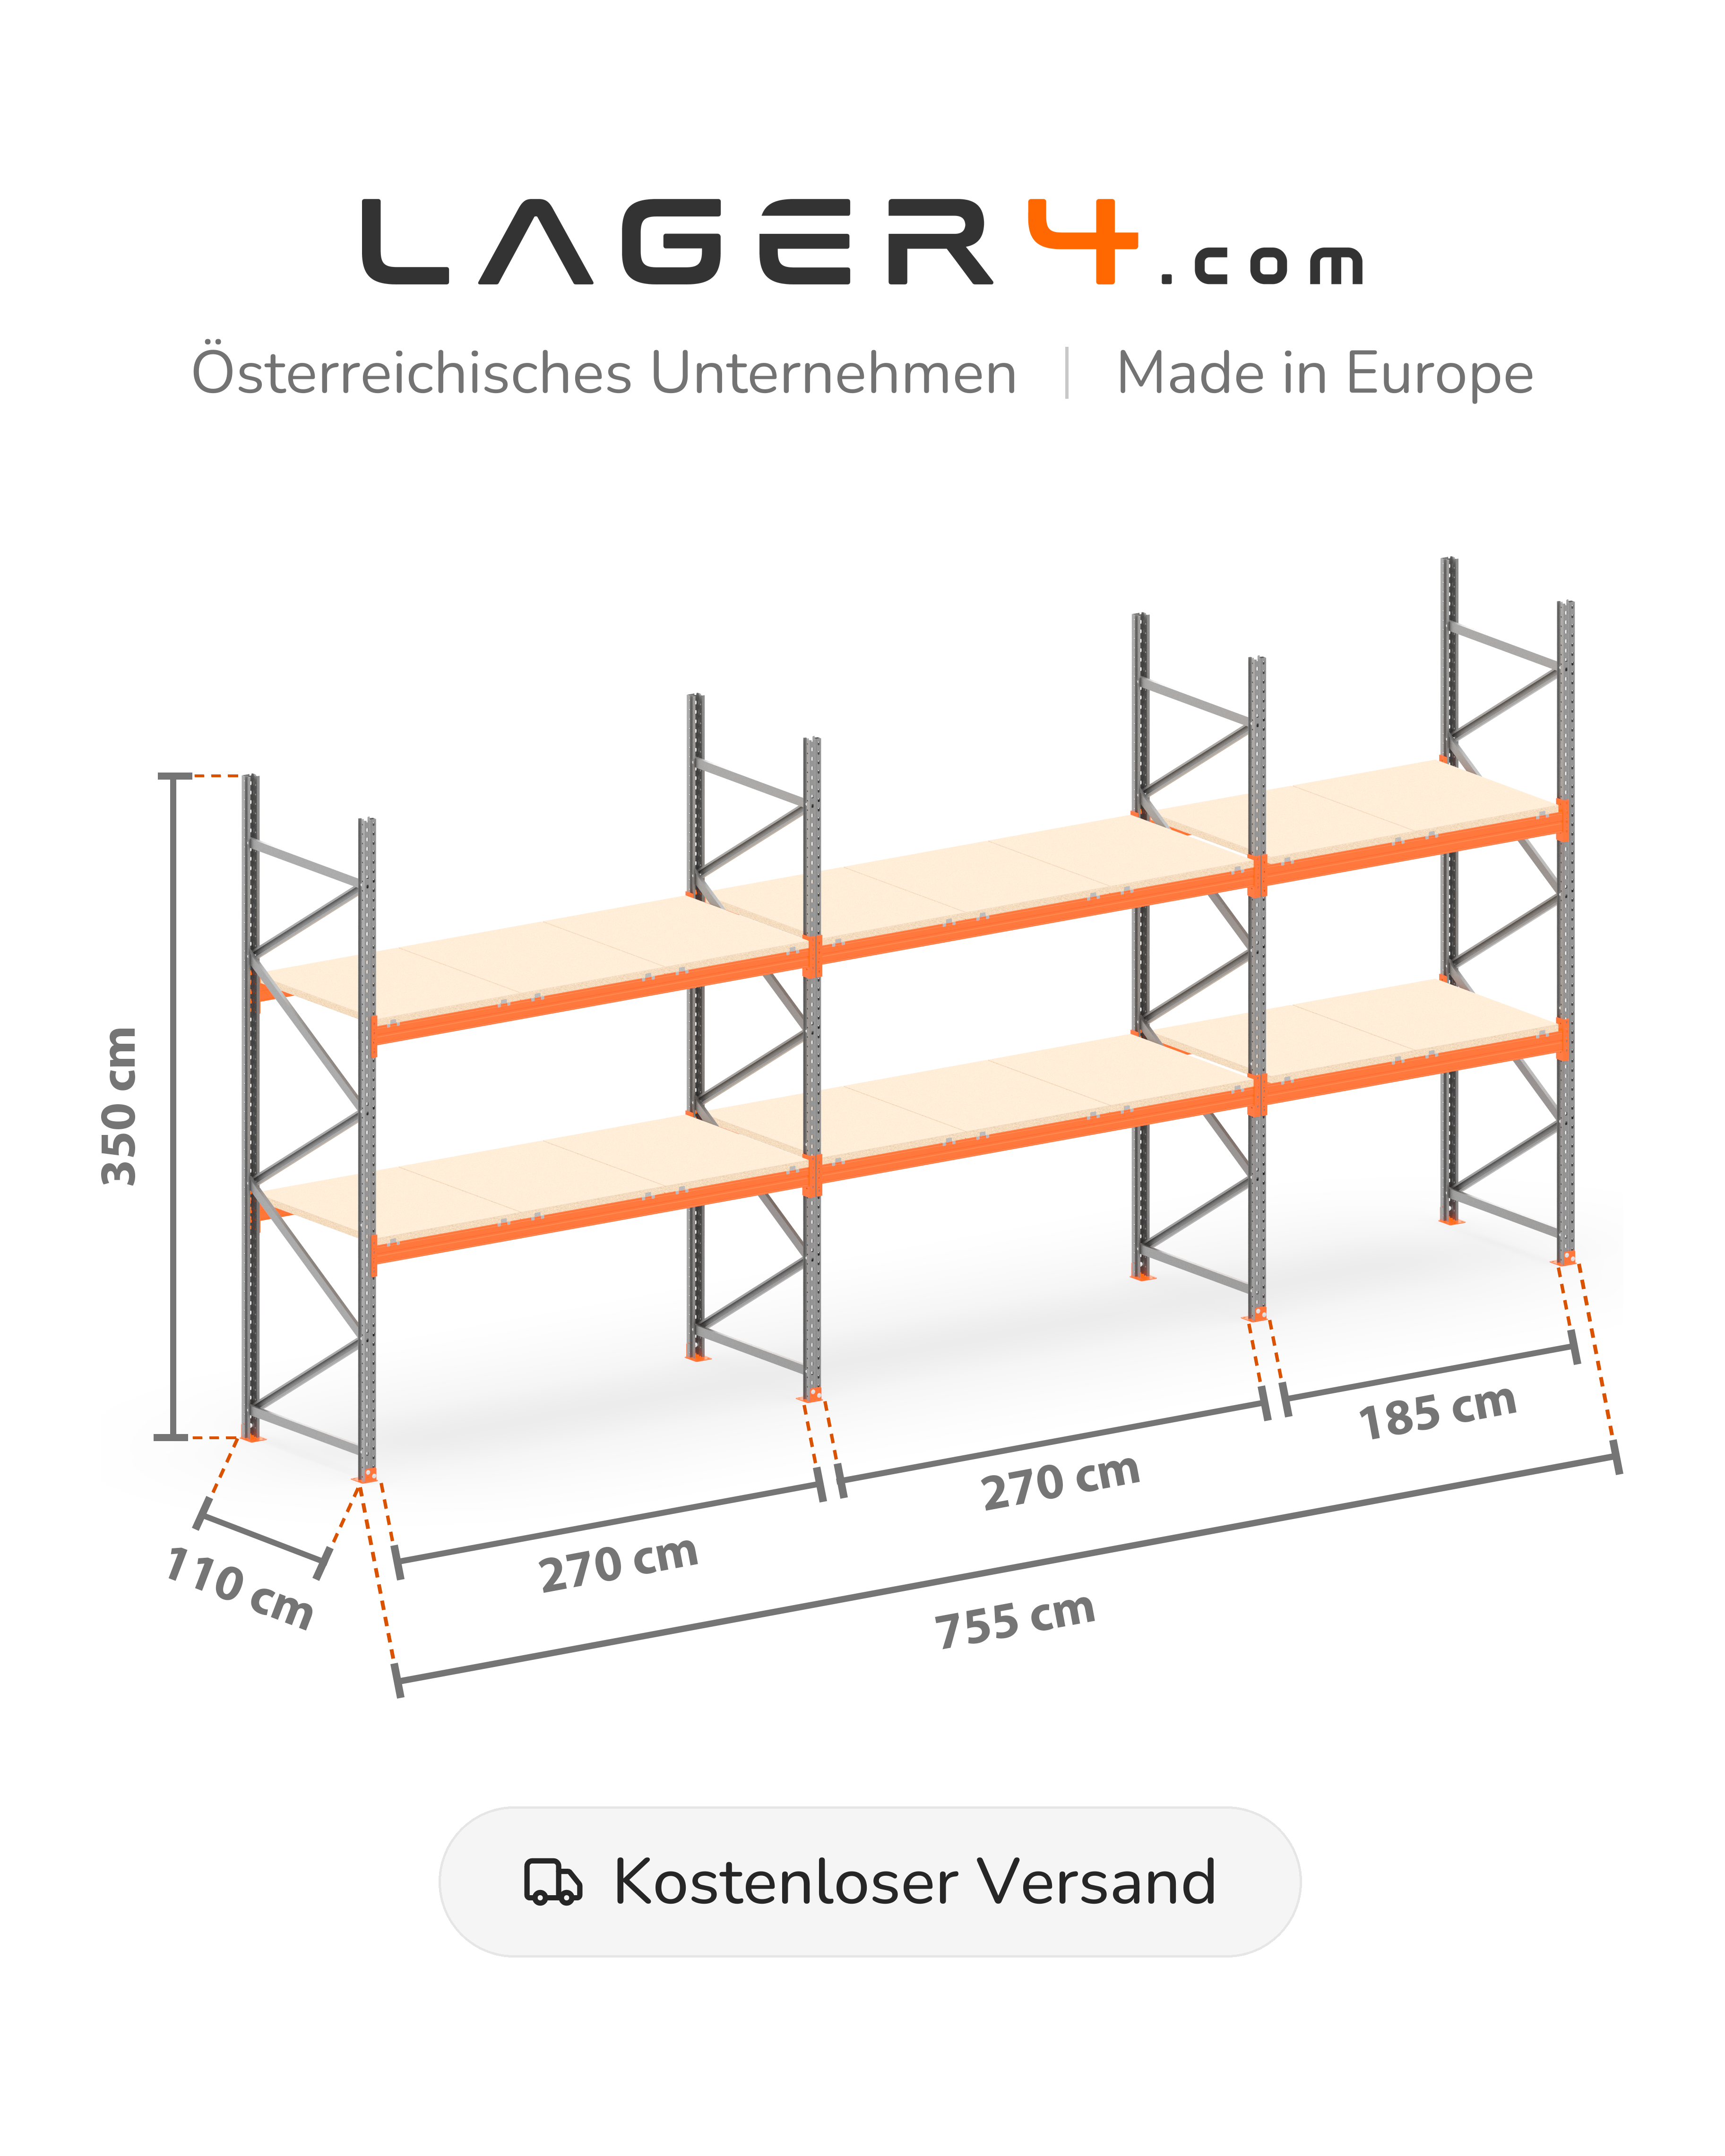 LAGER4.com
Österreichisches Unternehmen | Made in Europe
350 cm
110 cm
270 cm
270 cm
185 cm
755 cm
Kostenloser Versand